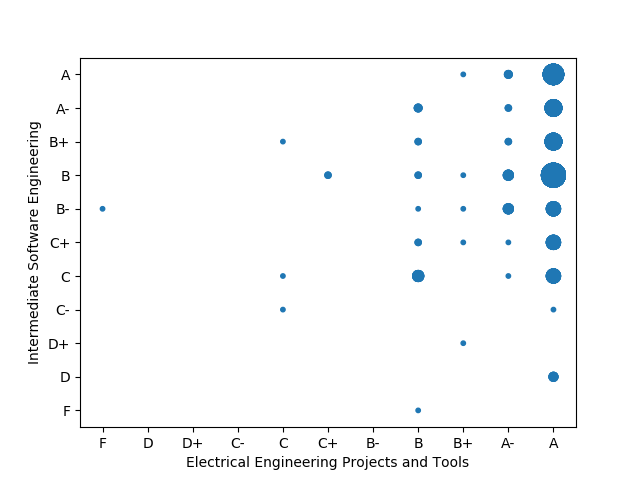 Intermediate Software Engineering
A
A-
B+
B
B-
C+
C
C-
D+
D
F
F D D+ C- C C+ B- B B+ A- A
Electrical Engineering Projects and Tools